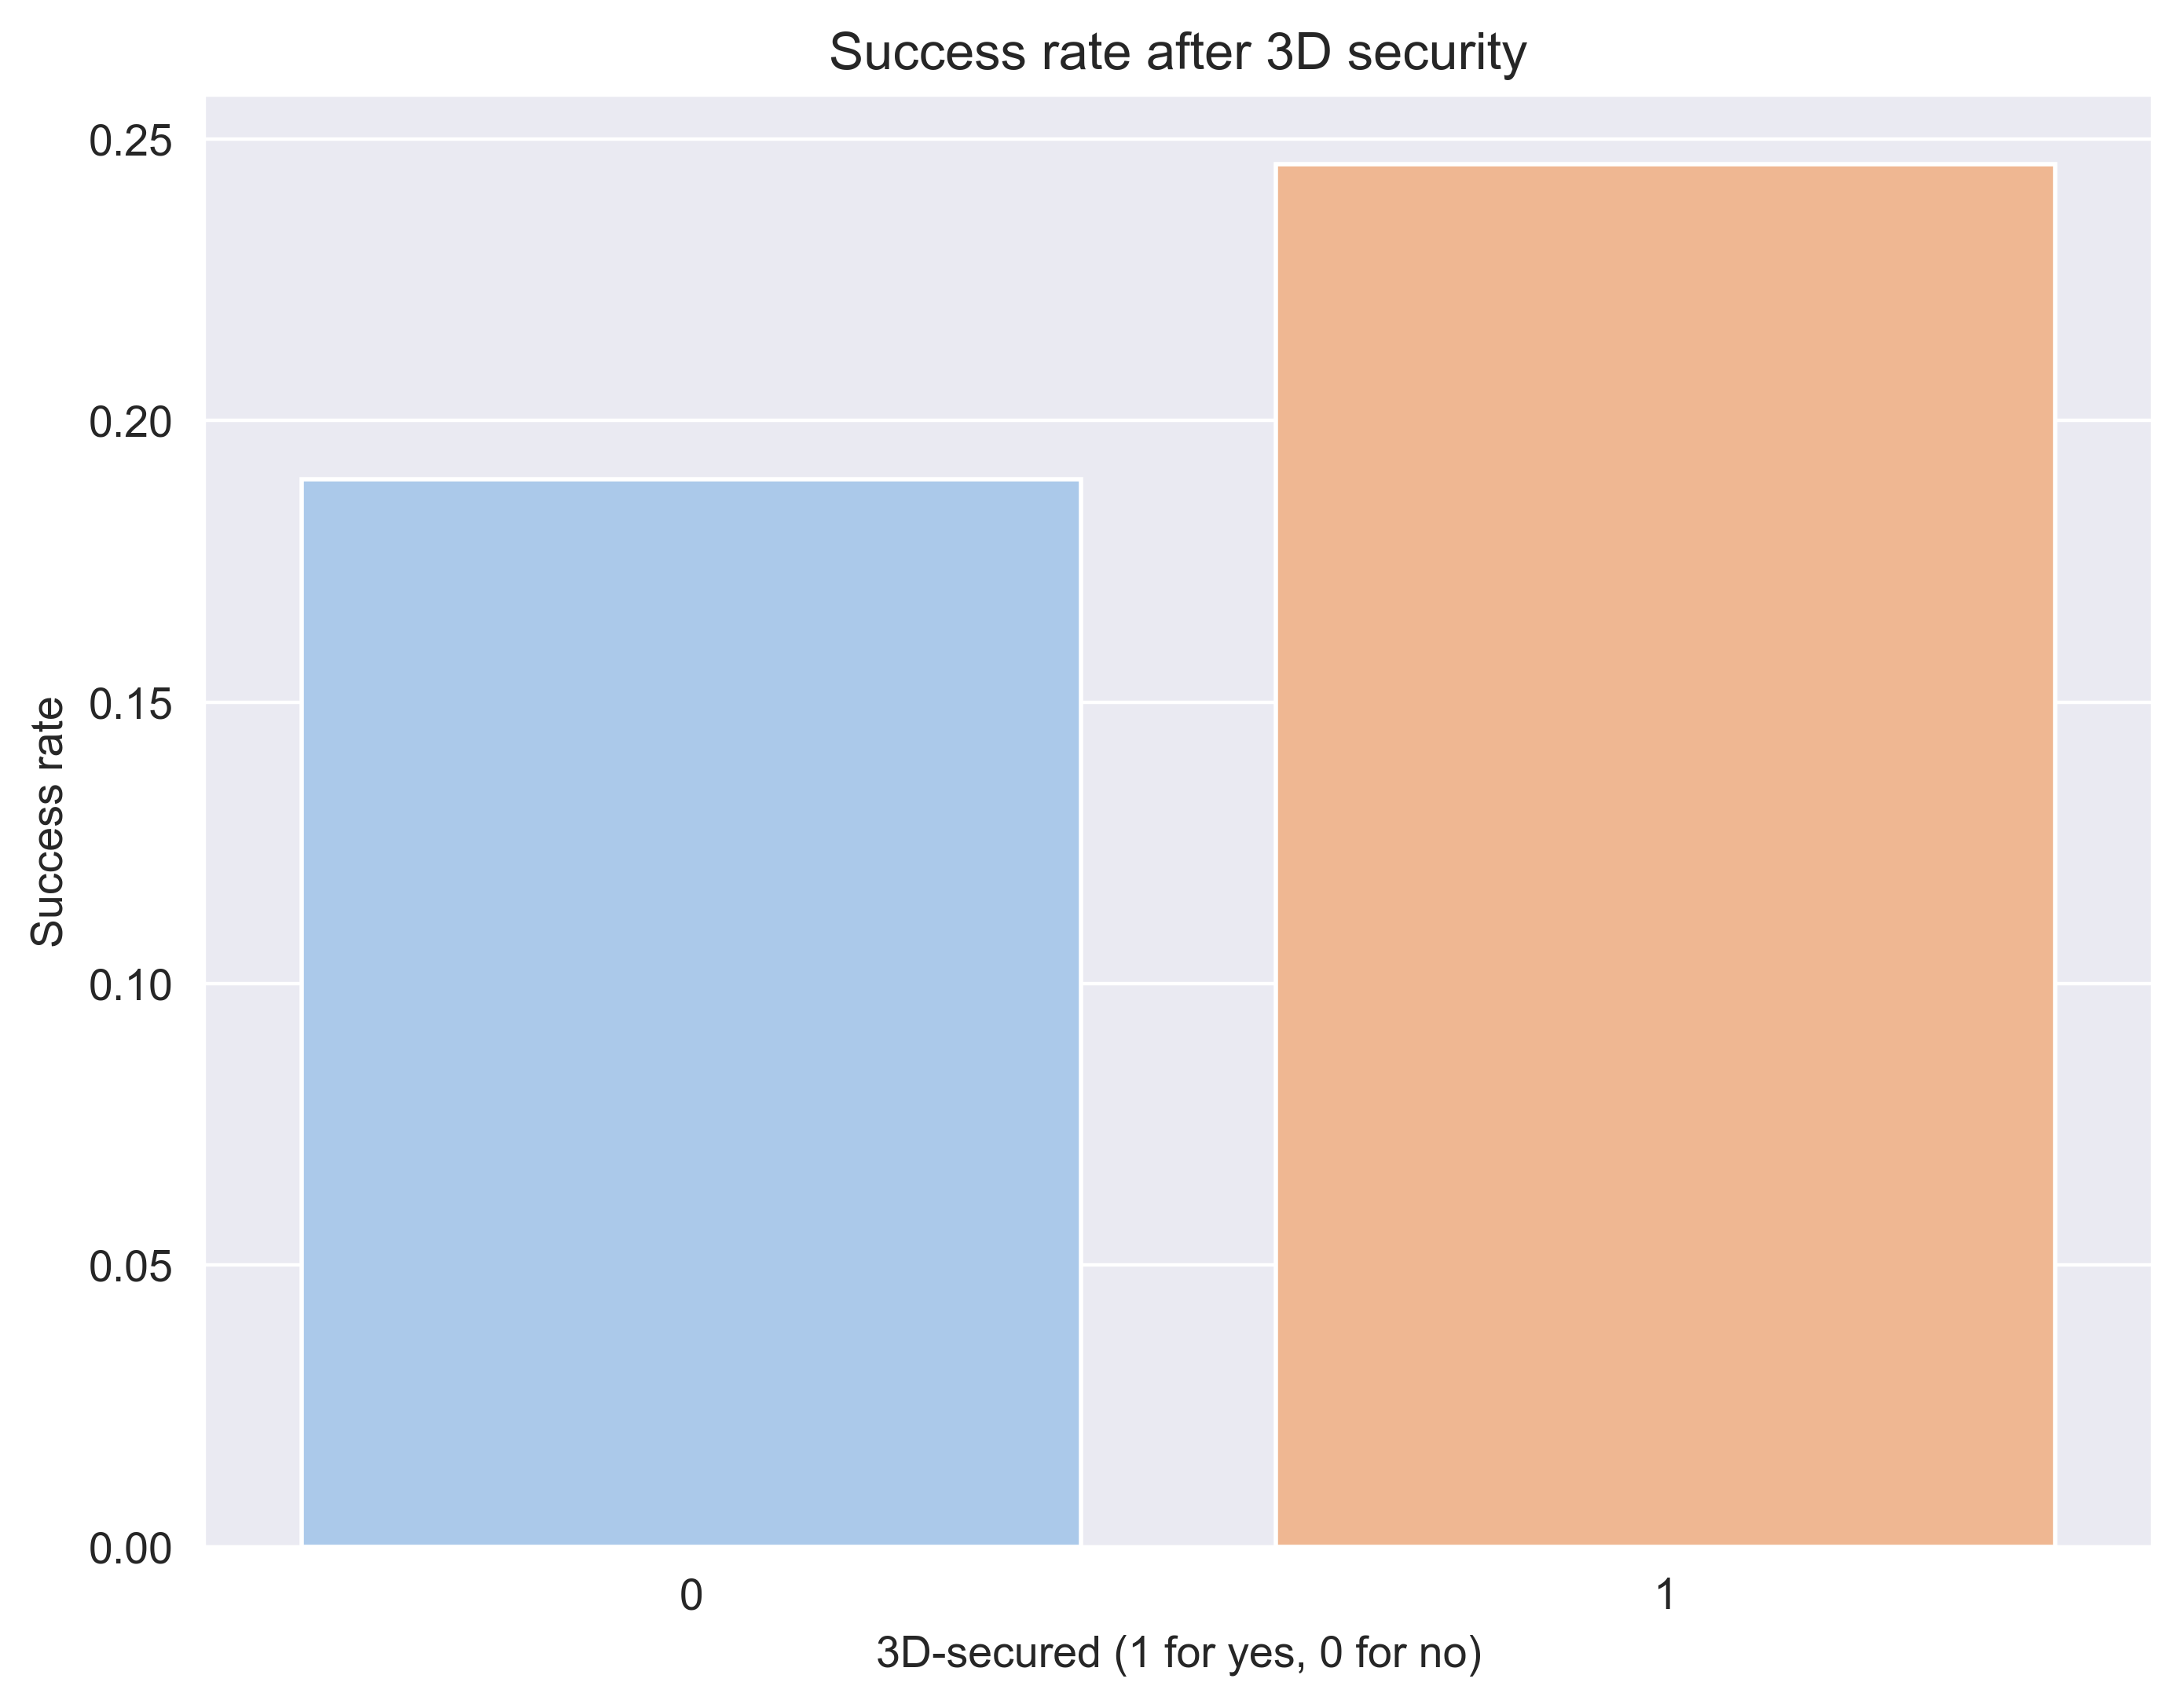 Success rate after 3D security
Success rate
0.25
0.20
0.15
0.10
0.05
0.00
0
1
3D-secured (1 for yes, 0 for no)